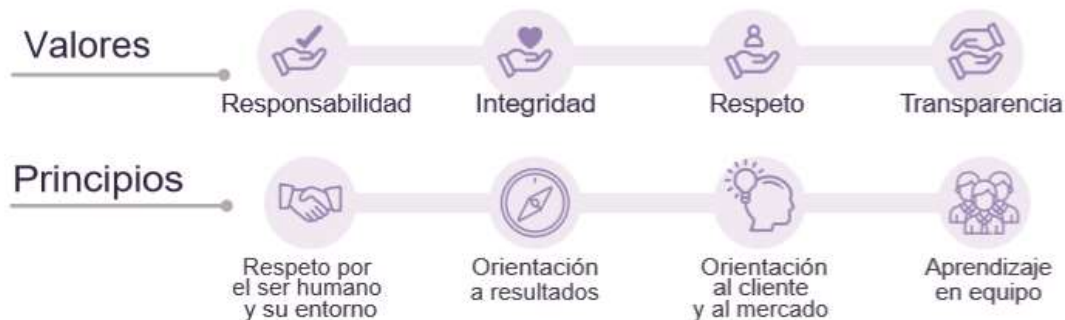 Valores
Responsabilidad
Integridad
Respeto
Transparencia
Principios
Respeto por
el ser humano
y su entorno
Orientación
a resultados
Orientación
al cliente
y al mercado
Aprendizaje
en equipo